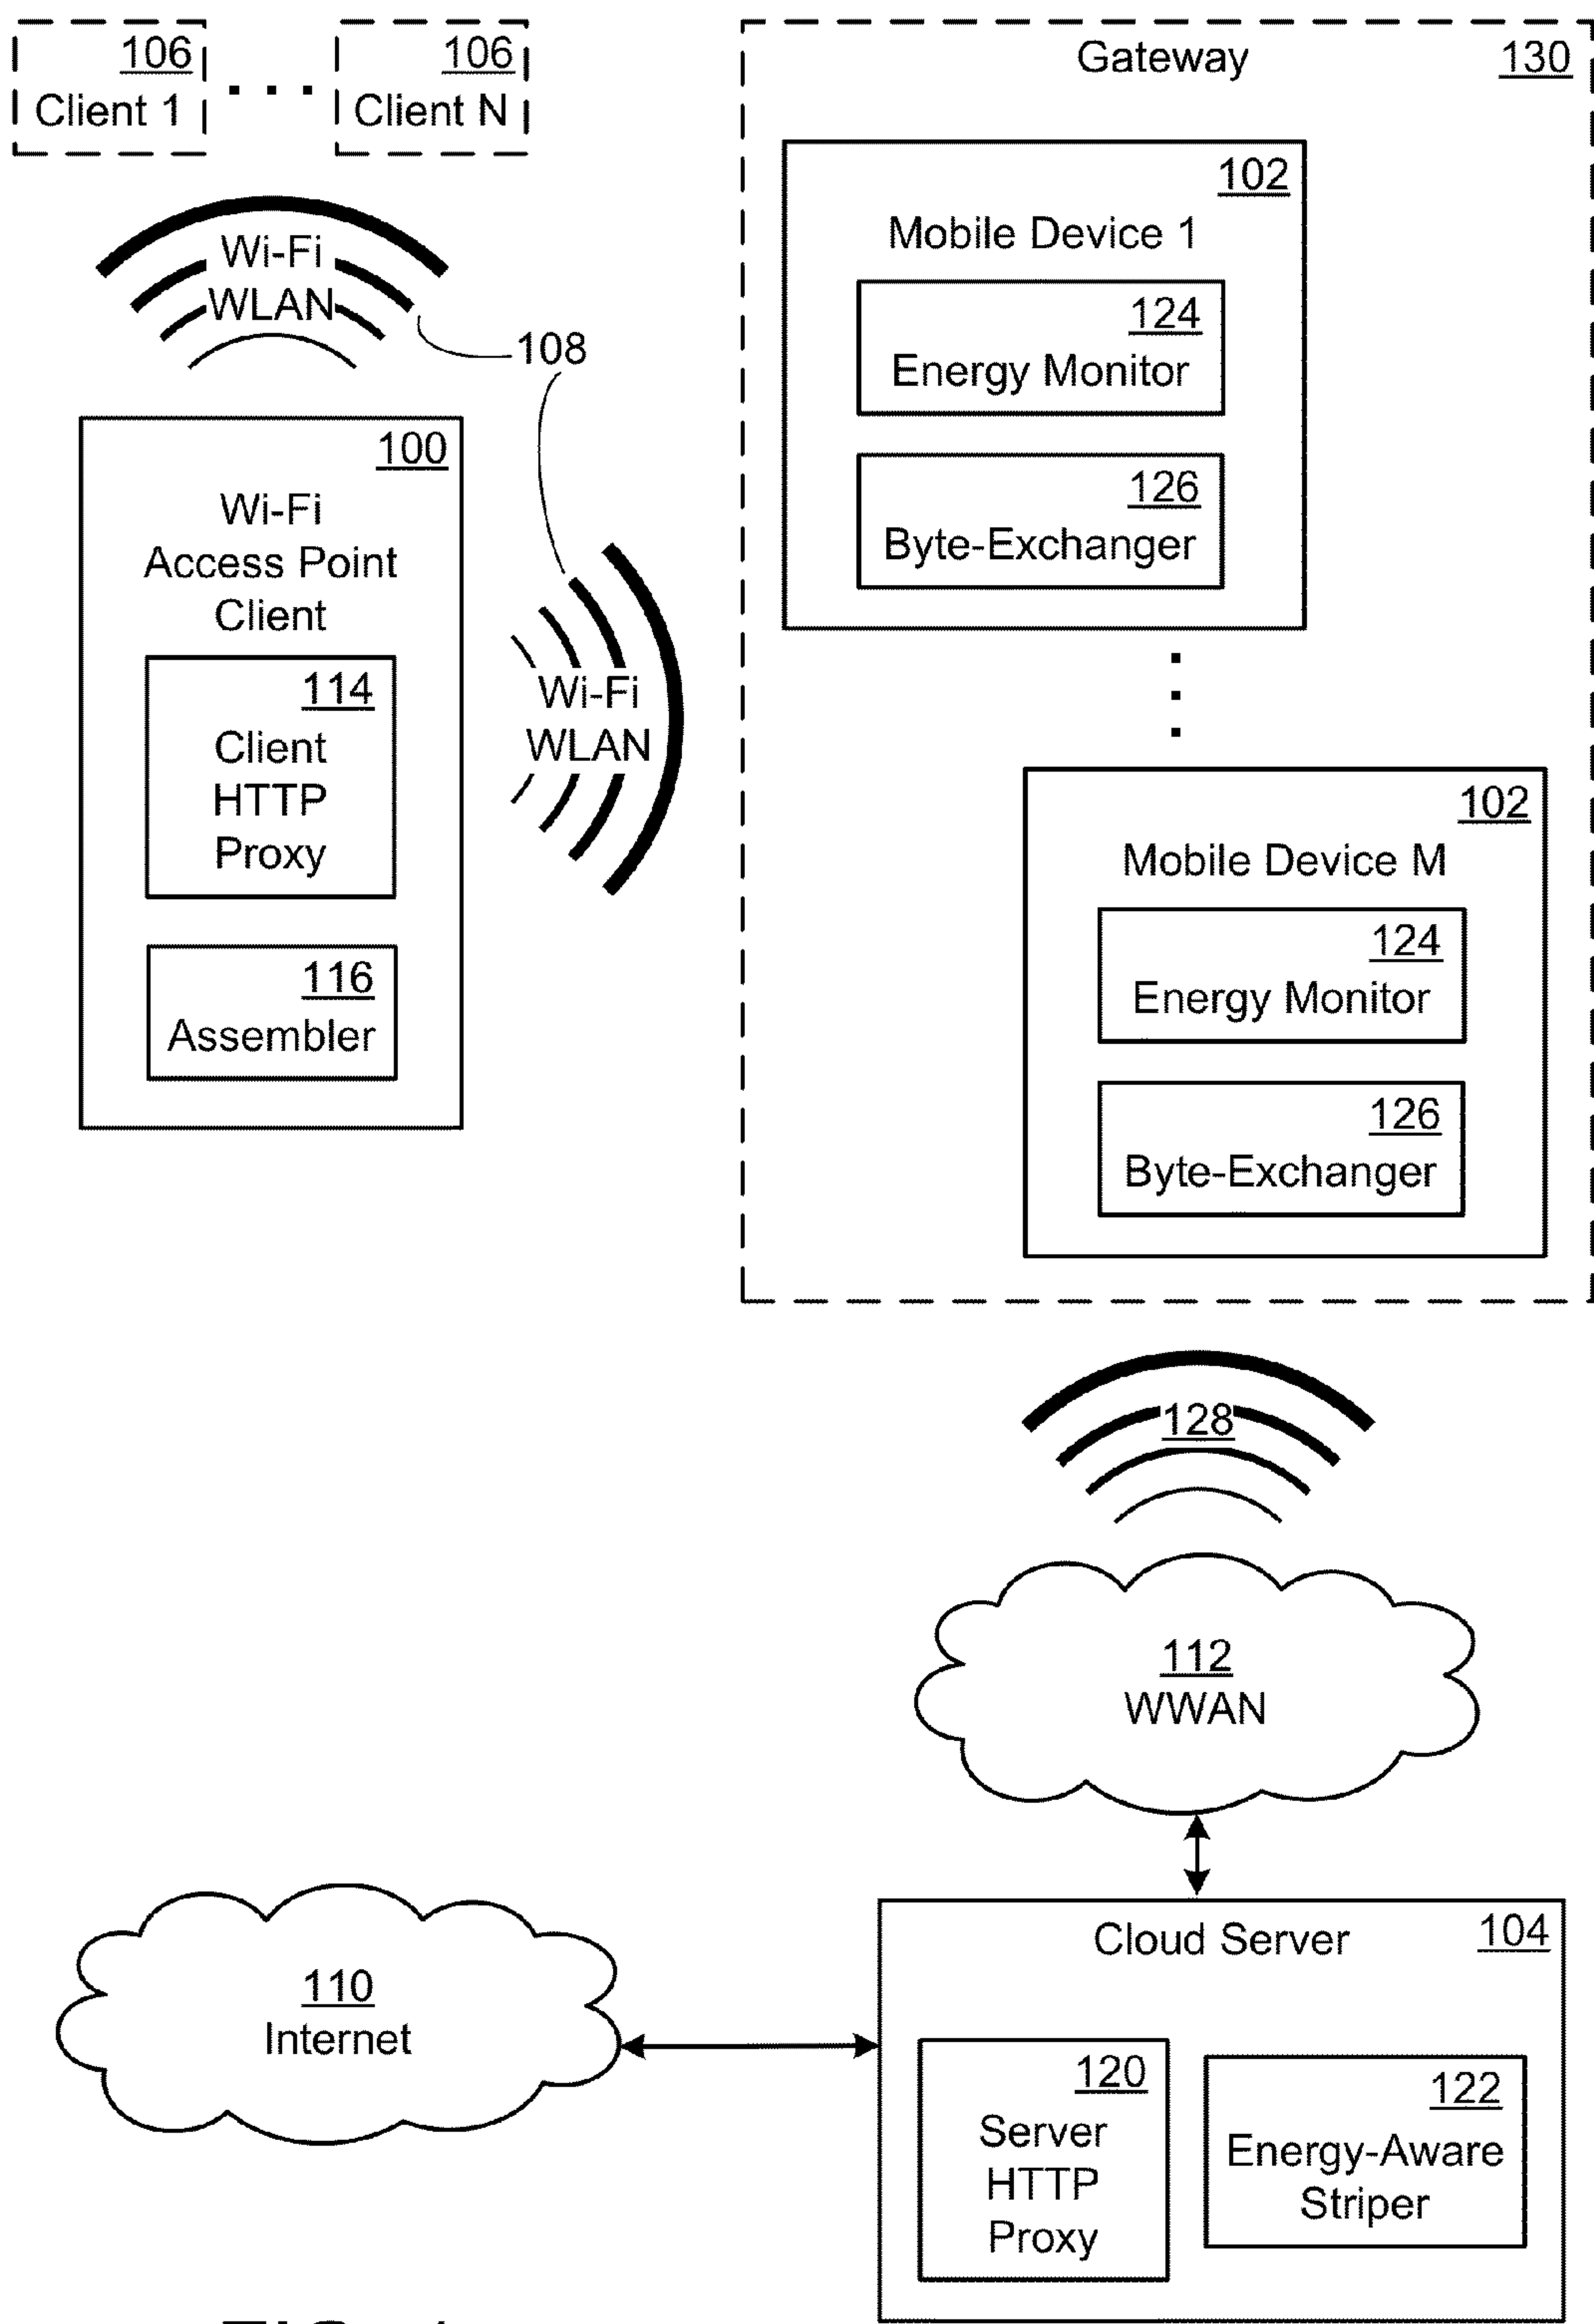 106
Client 1
. . .
106
Client N
Wi-Fi
WLAN
108
100
Wi-Fi
Access Point
Client
114
Client
HTTP
Proxy
116
Assembler
Wi-Fi
WLAN
Gateway
130
102
Mobile Device 1
124
Energy Monitor
126
Byte-Exchanger
102
Mobile Device M
124
Energy Monitor
126
Byte-Exchanger
128
112
WWAN
110
Internet
Cloud Server
104
120
Server
HTTP
Proxy
122
Energy-Aware
Striper